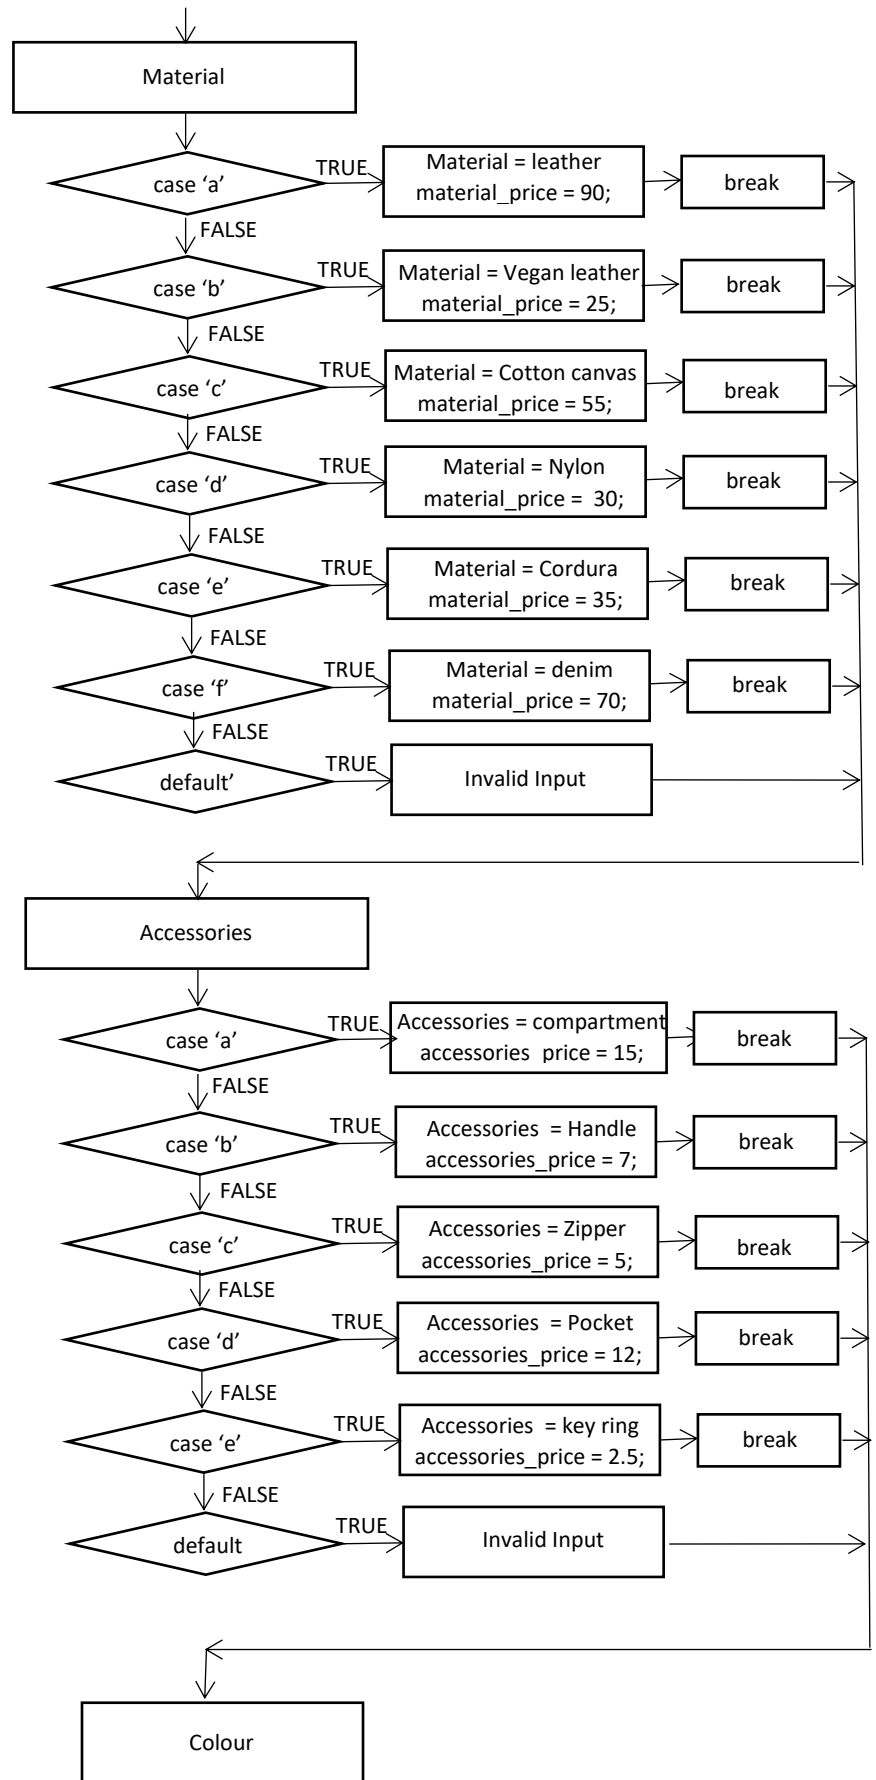 Material
case ‘a’
TRUE
Material = leather
material_price = 90;
break
FALSE
case ‘b’
TRUE
Material = Vegan leather
material_price = 25;
break
FALSE
case ‘c’
TRUE
Material = Cotton canvas
material_price = 55;
break
FALSE
case ‘d’
TRUE
Material = Nylon
material_price =  30;
break
FALSE
case ‘e’
TRUE
Material = Cordura
material_price = 35;
break
FALSE
case ‘f’
TRUE
Material = denim
material_price = 70;
break
FALSE
default’
TRUE
Invalid Input
Accessories
case ‘a’
TRUE
Accessories = compartment
accessories price = 15;
break
FALSE
case ‘b’
TRUE
Accessories  = Handle
accessories_price = 7;
break
FALSE
case ‘c’
TRUE
Accessories = Zipper
accessories_price = 5;
break
FALSE
case ‘d’
TRUE
Accessories  = Pocket
accessories_price = 12;
break
FALSE
case ‘e’
TRUE
Accessories  = key ring
accessories_price = 2.5;
break
FALSE
default
TRUE
Invalid Input
Colour